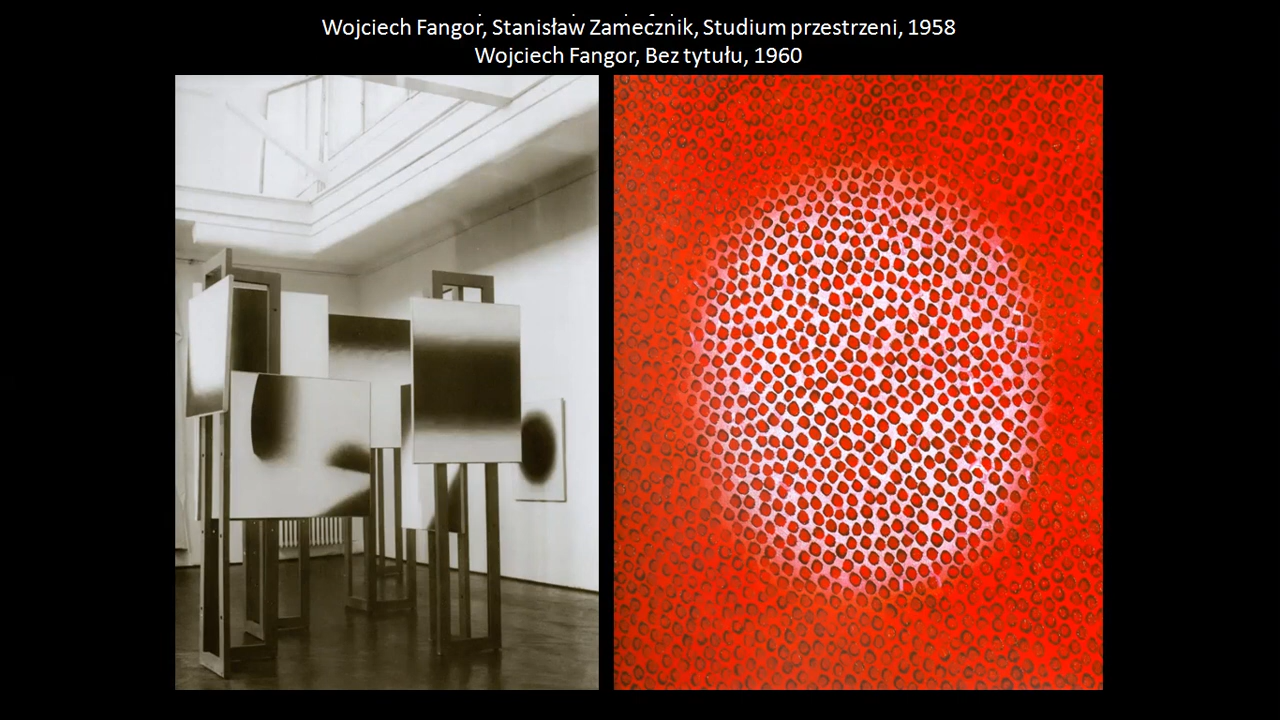 Wojciech Fangor, Stanisław Zamecznik, Studium przestrzeni, 1958
Wojciech Fangor, Bez tytułu, 1960